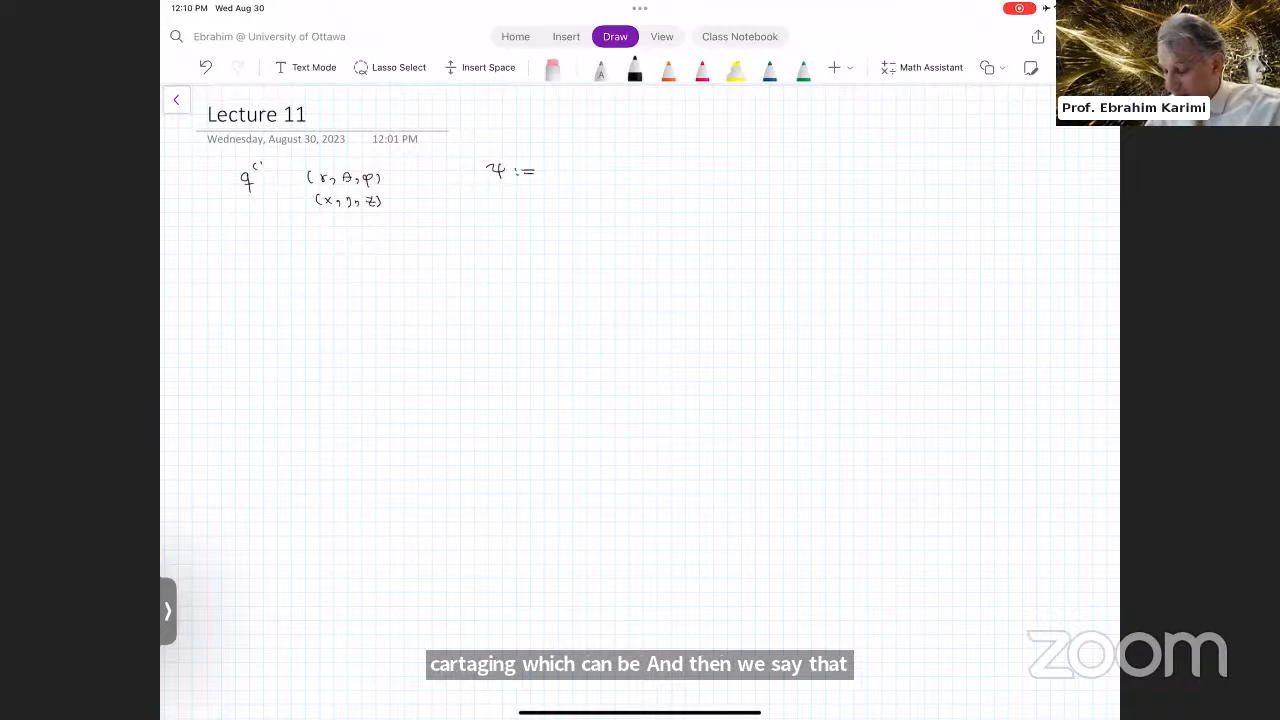 12:10 PM Wed Aug 30
Ebrahim @ University of Ottawa
Home Insert Draw View Class Notebook
Text Mode Lasso Select Insert Space A Math Assistant
Prof. Ebrahim Karimi
Lecture 11
Wednesday, August 30, 2023 12:01 PM
(r, θ, φ) ψ :=
(x, y, z)
zoom
cartaging which can be And then we say that